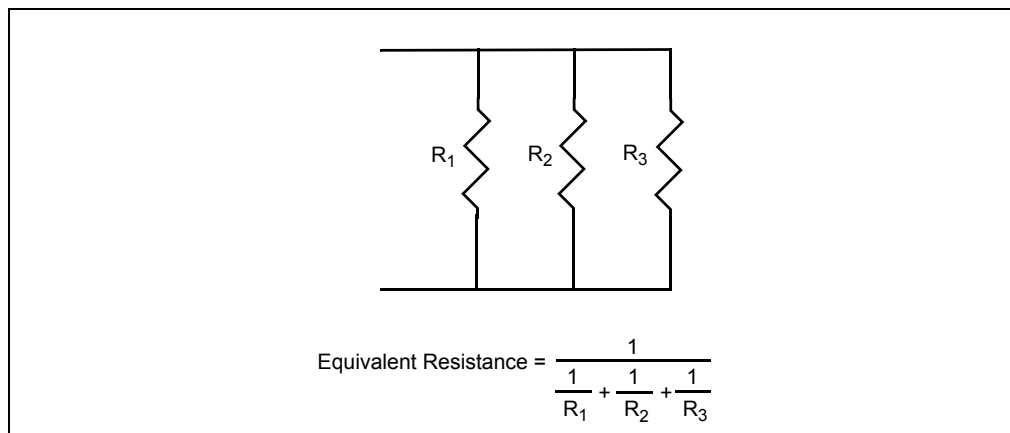 R1 R2 R3
Equivalent Resistance = 1
1 + 1 + 1
R1 R2 R3